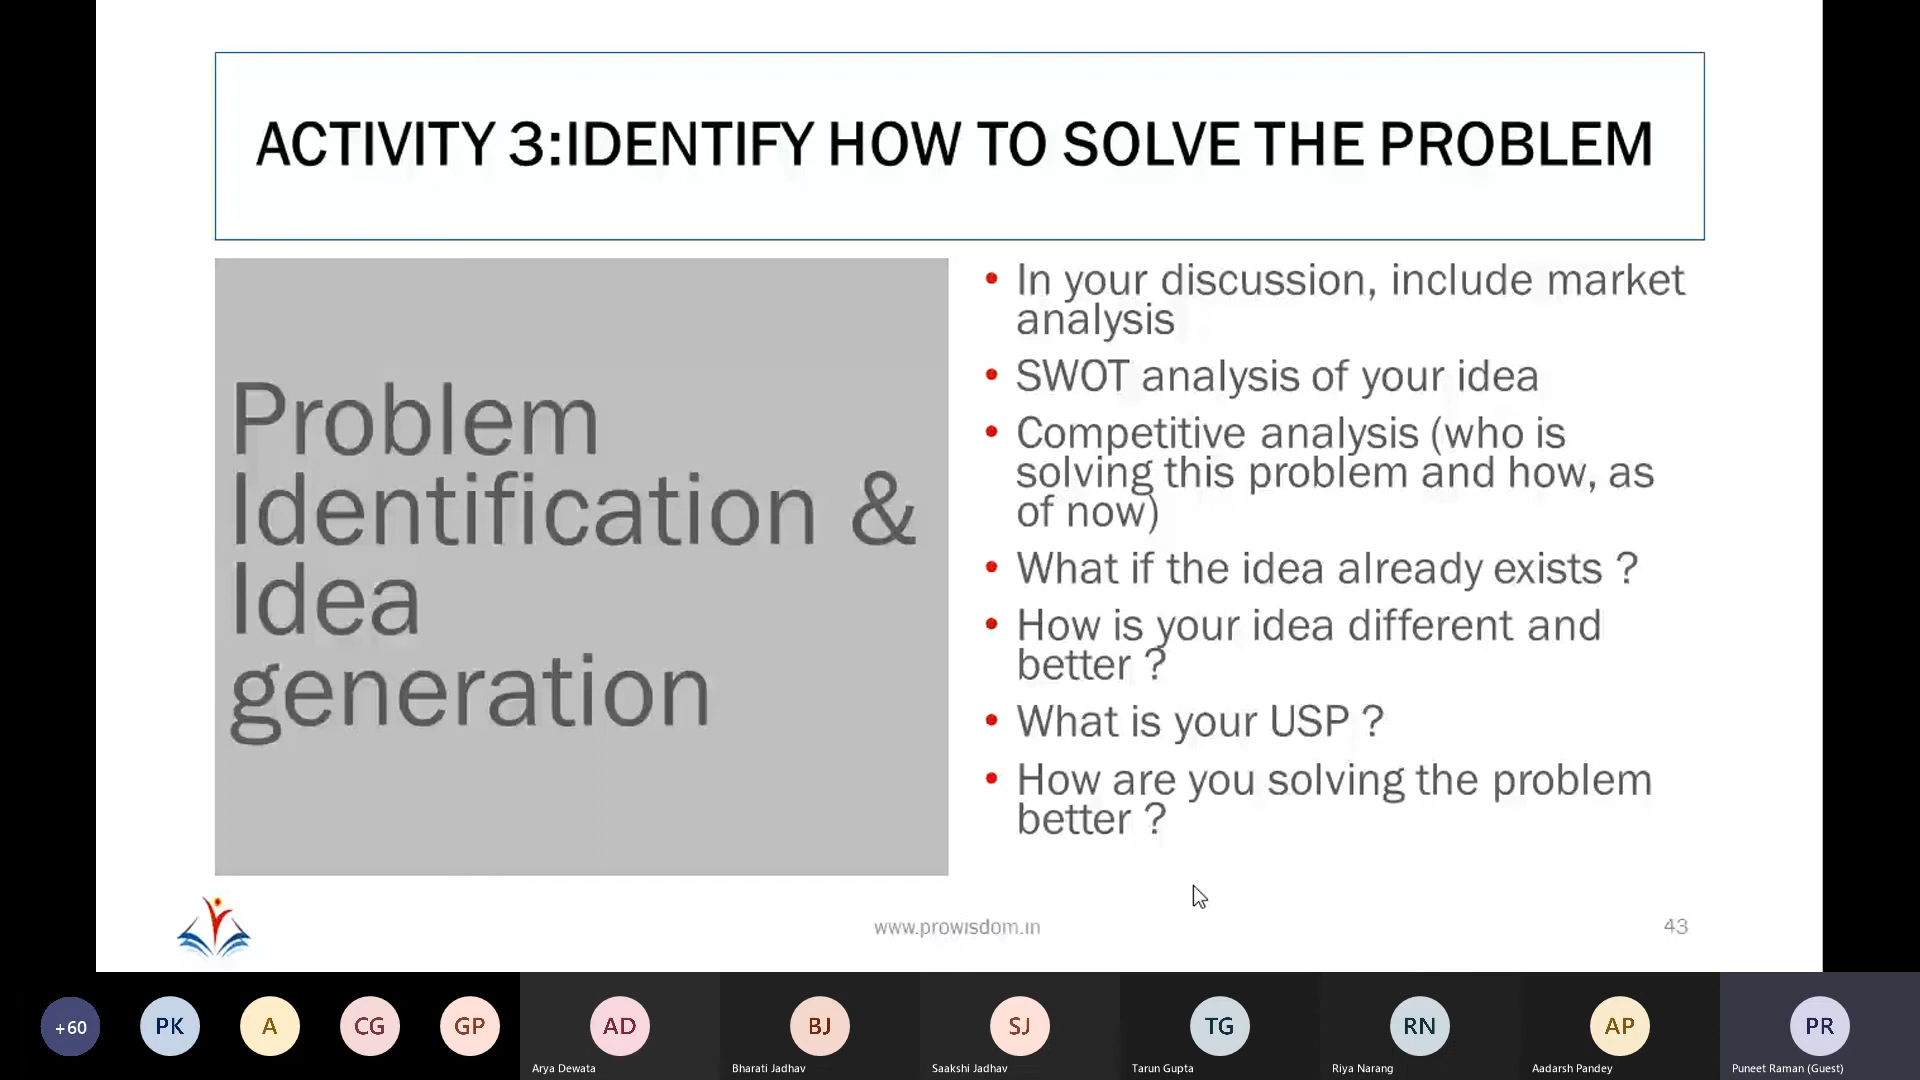 ACTIVITY 3:IDENTIFY HOW TO SOLVE THE PROBLEM
Problem
Identification &
Idea
generation
• In your discussion, include market
analysis
• SWOT analysis of your idea
• Competitive analysis (who is
solving this problem and how, as
of now)
• What if the idea already exists ?
• How is your idea different and
better ?
• What is your USP ?
• How are you solving the problem
better ?
www.prowisdom.in
43
+60
PK
A
CG
GP
AD
BJ
SJ
TG
RN
AP
PR
Arya Dewata
Bharati Jadhav
Saakshi Jadhav
Tarun Gupta
Riya Narang
Aadarsh Pandey
Puneet Raman (Guest)